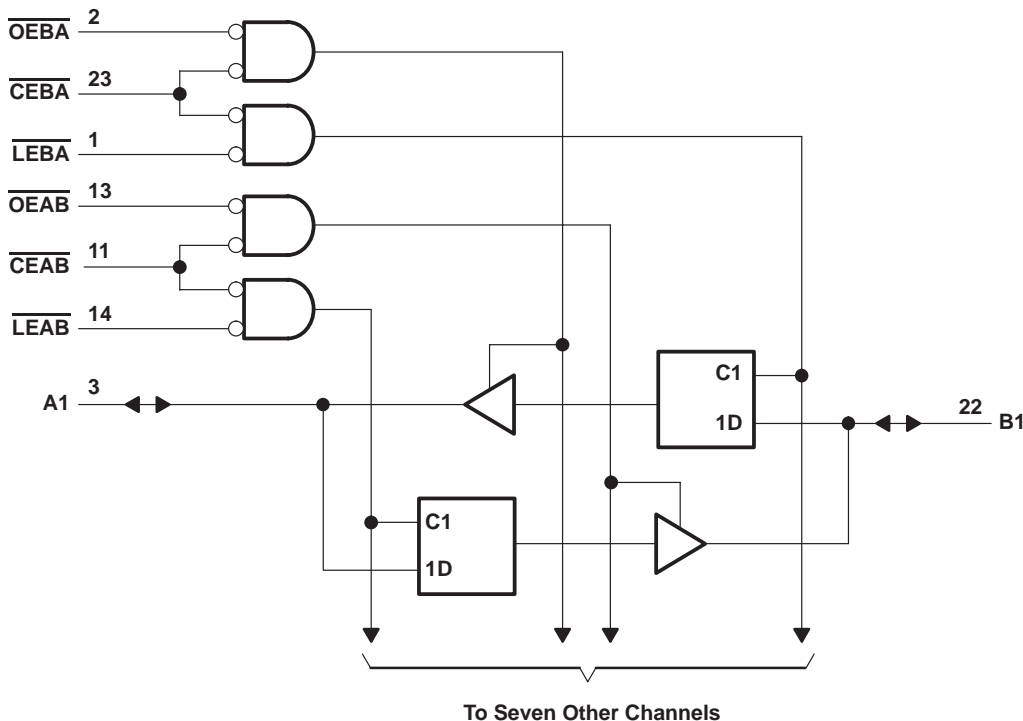 OEBA 2
CEBA 23
LEBA 1
OEAB 13
CEAB 11
LEAB 14
A1 3
C1
1D
22 B1
C1
1D
To Seven Other Channels